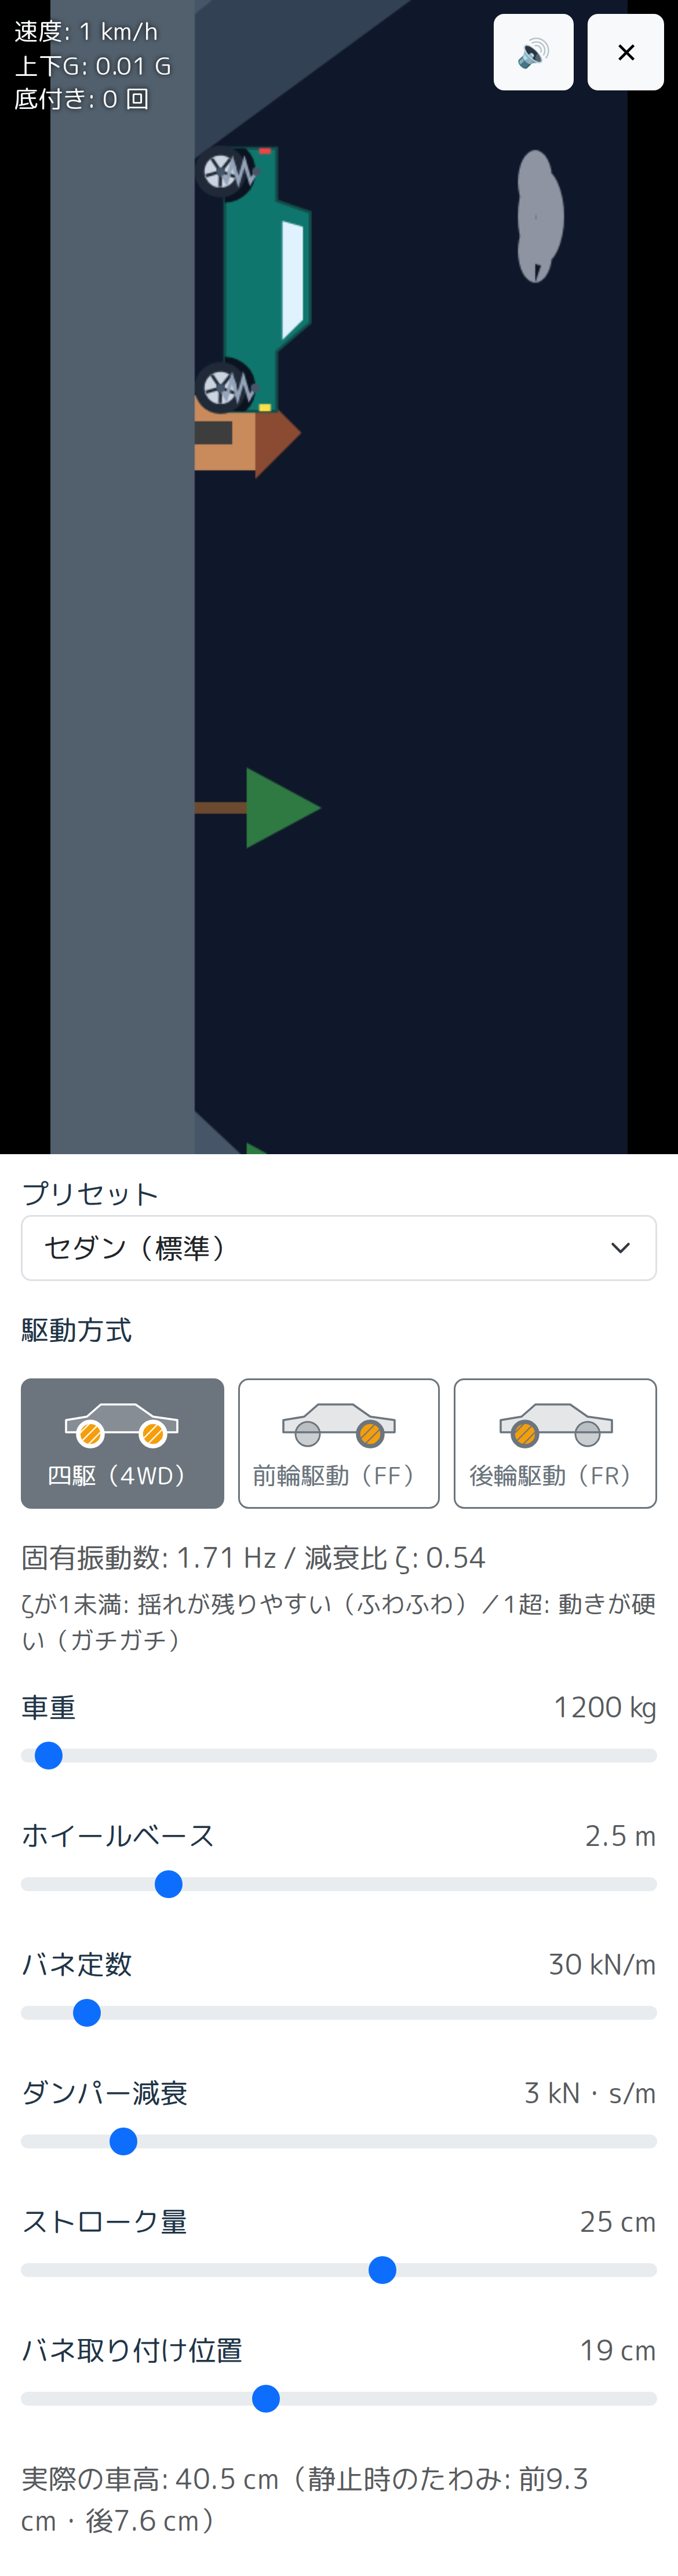 速度: 1 km/h
上下G: 0.01 G
底付き: 0 回
プリセット
セダン（標準）
駆動方式
四駆（4WD）
前輪駆動（FF）
後輪駆動（FR）
固有振動数: 1.71 Hz / 減衰比 ζ: 0.54
ζが1未満: 揺れが残りやすい（ふわふわ）／1超: 動きが硬
い（ガチガチ）
車重 1200 kg
ホイールベース 2.5 m
バネ定数 30 kN/m
ダンパー減衰 3 kN・s/m
ストローク量 25 cm
バネ取り付け位置 19 cm
実際の車高: 40.5 cm（静止時のたわみ: 前9.3
cm・後7.6 cm）